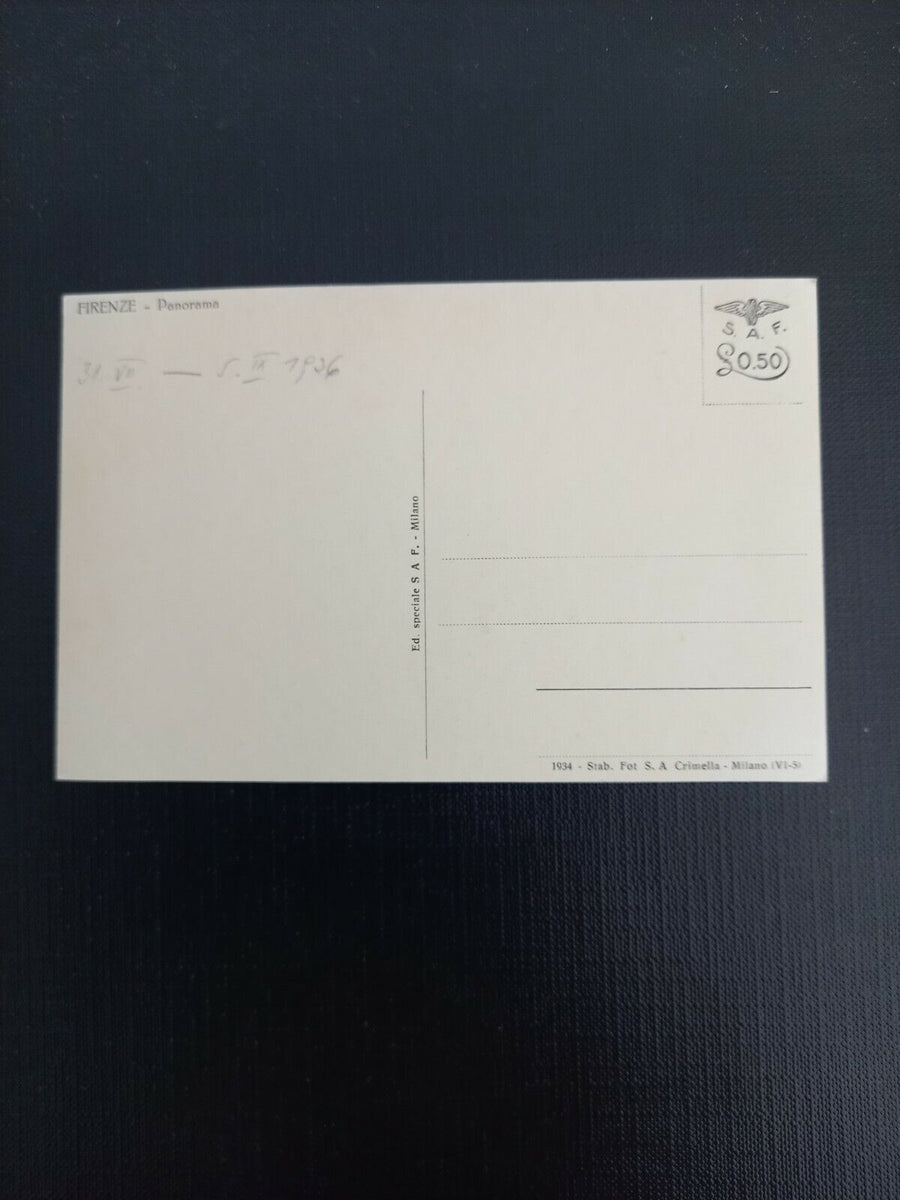 FIRENZE - Panorama
S. A. F.
£0.50
31. VII — 5. IX 1936
Ed. speciale S A F. - Milano
1934 - Stab. Fot S. A Crimella - Milano (VI-5)